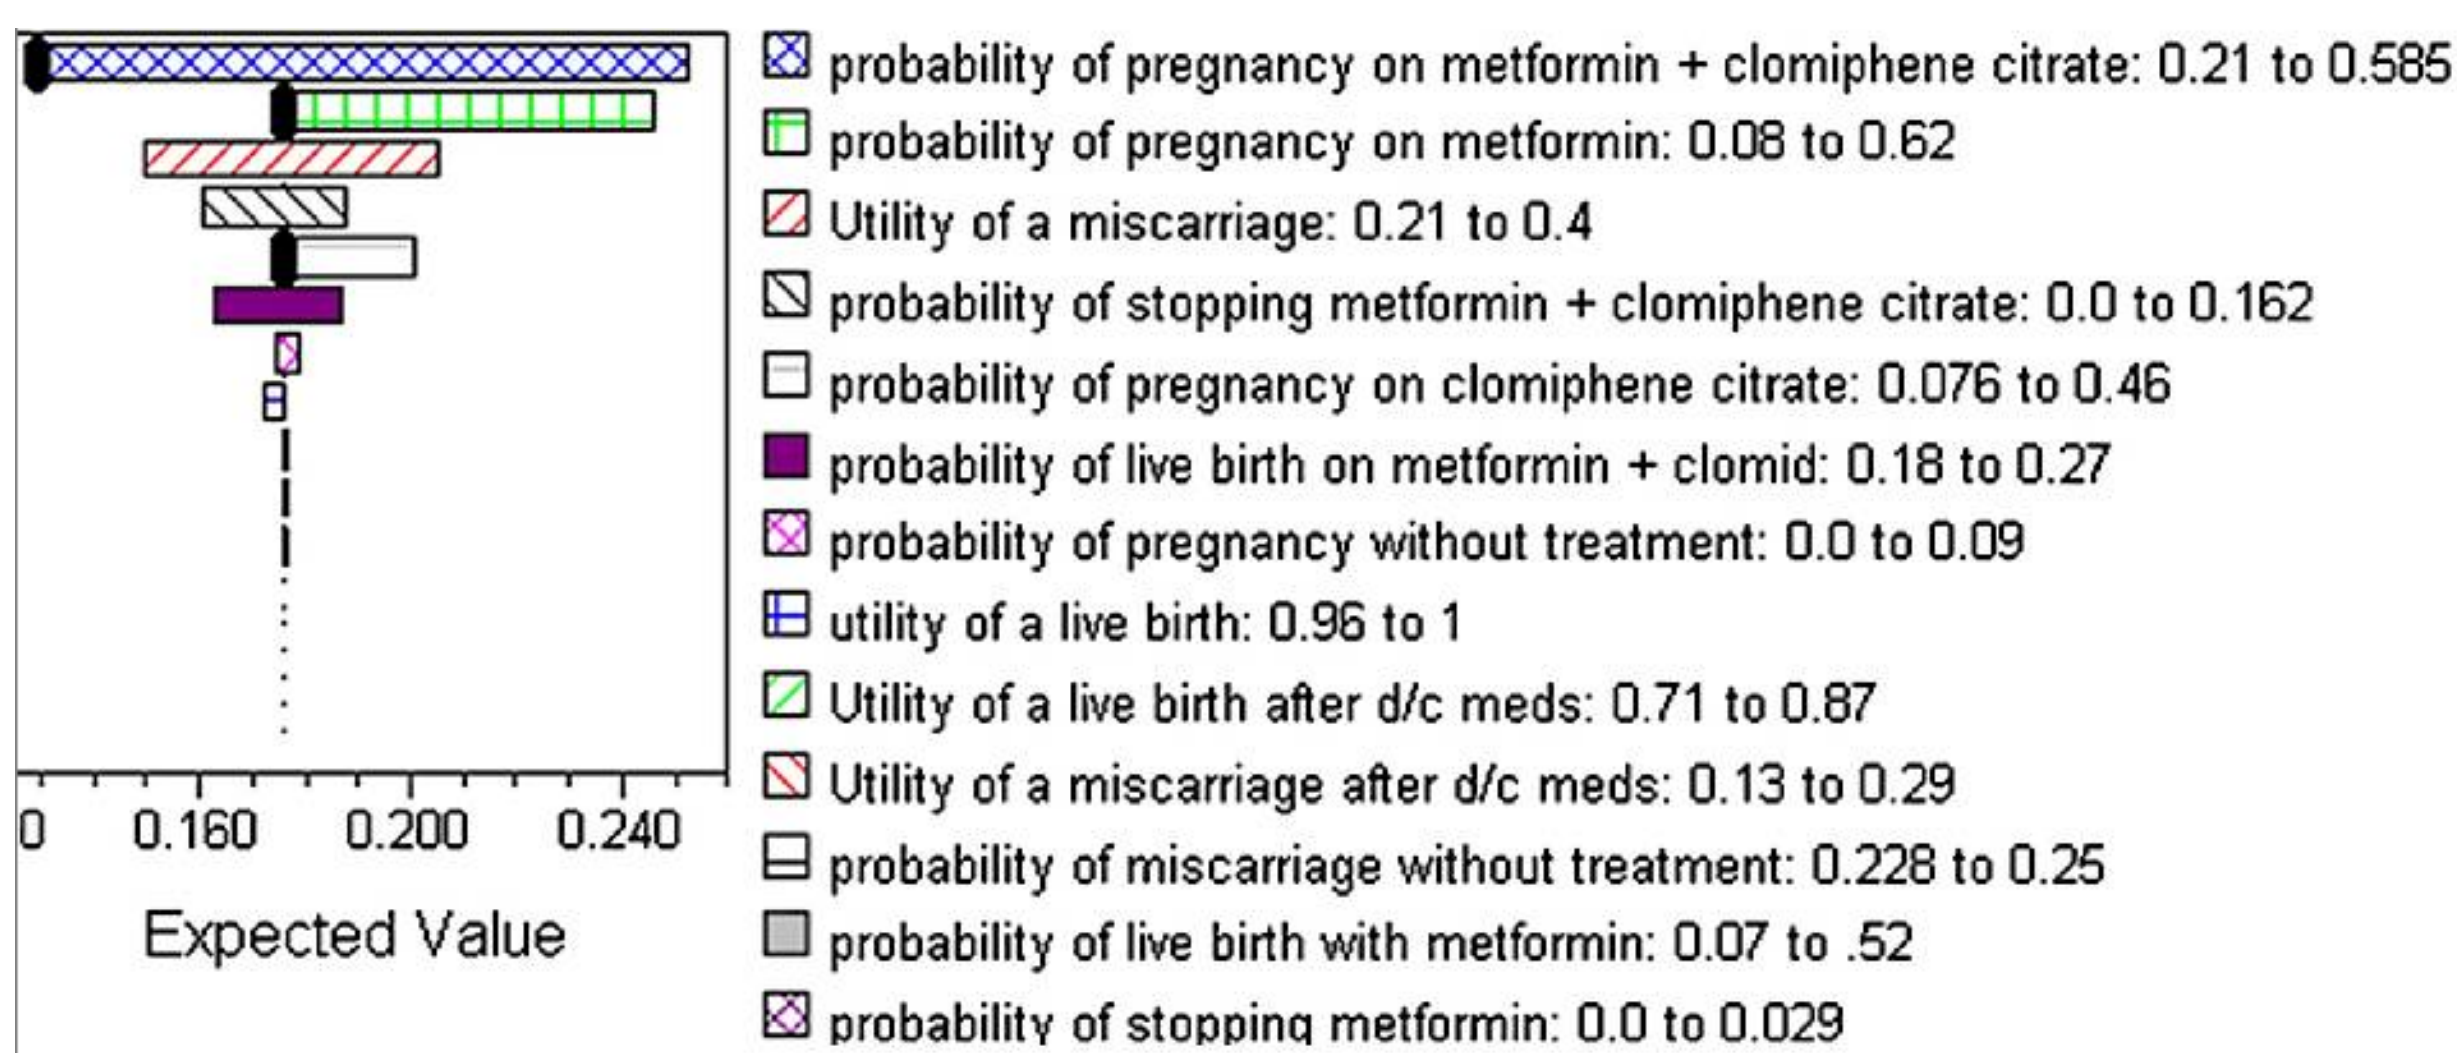 probability of pregnancy on metformin + clomiphene citrate: 0.21 to 0.585
probability of pregnancy on metformin: 0.08 to 0.62
Utility of a miscarriage: 0.21 to 0.4
probability of stopping metformin + clomiphene citrate: 0.0 to 0.162
probability of pregnancy on clomiphene citrate: 0.076 to 0.46
probability of live birth on metformin + clomid: 0.18 to 0.27
probability of pregnancy without treatment: 0.0 to 0.09
utility of a live birth: 0.96 to 1
Utility of a live birth after d/c meds: 0.71 to 0.87
Utility of a miscarriage after d/c meds: 0.13 to 0.29
probability of miscarriage without treatment: 0.228 to 0.25
probability of live birth with metformin: 0.07 to .52
probability of stopping metformin: 0.0 to 0.029
0 0.160 0.200 0.240
Expected Value